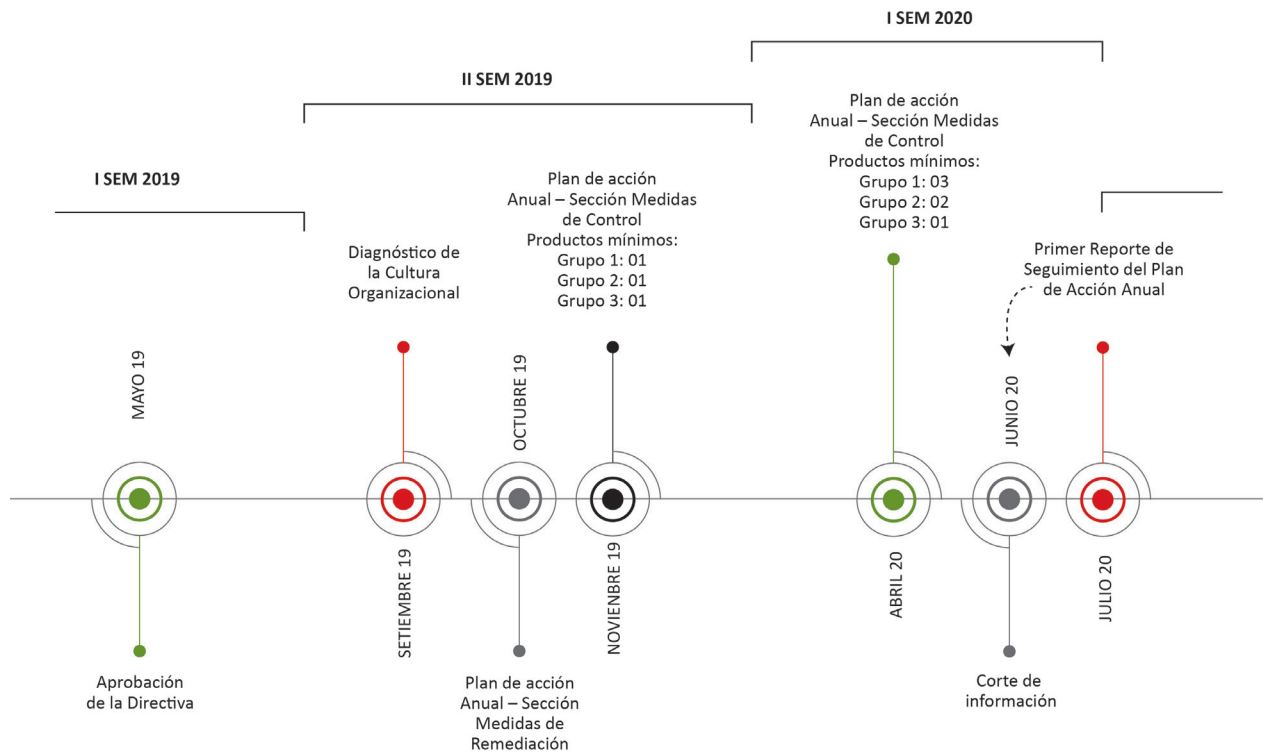 I SEM 2019
II SEM 2019
I SEM 2020
MAYO 19
Aprobación
de la Directiva
Diagnóstico de
la Cultura
Organizacional
SETIEMBRE 19
OCTUBRE 19
Plan de acción
Anual – Sección
Medidas de
Remediación
Plan de acción
Anual – Sección Medidas
de Control
Productos mínimos:
Grupo 1: 01
Grupo 2: 01
Grupo 3: 01
NOVIENBRE 19
Plan de acción
Anual – Sección Medidas
de Control
Productos mínimos:
Grupo 1: 03
Grupo 2: 02
Grupo 3: 01
ABRIL 20
JUNIO 20
Corte de
información
Primer Reporte de
Seguimiento del Plan
de Acción Anual
JULIO 20